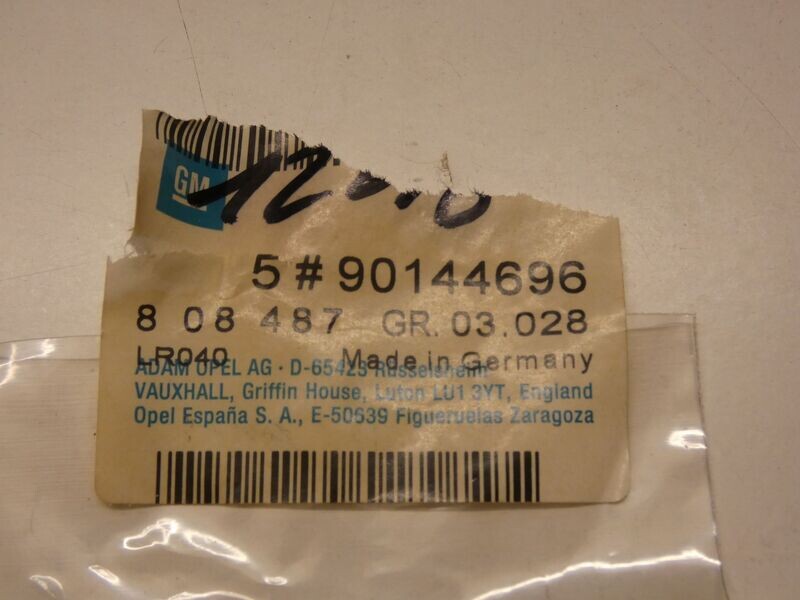 GM
5 # 90144696
8 08 487 GR. 03.028
LR040 Made in Germany
ADAM OPEL AG · D-65423 Rüsselsheim
VAUXHALL, Griffin House, Luton LU1 3YT, England
Opel España S. A., E-50639 Figueruelas Zaragoza